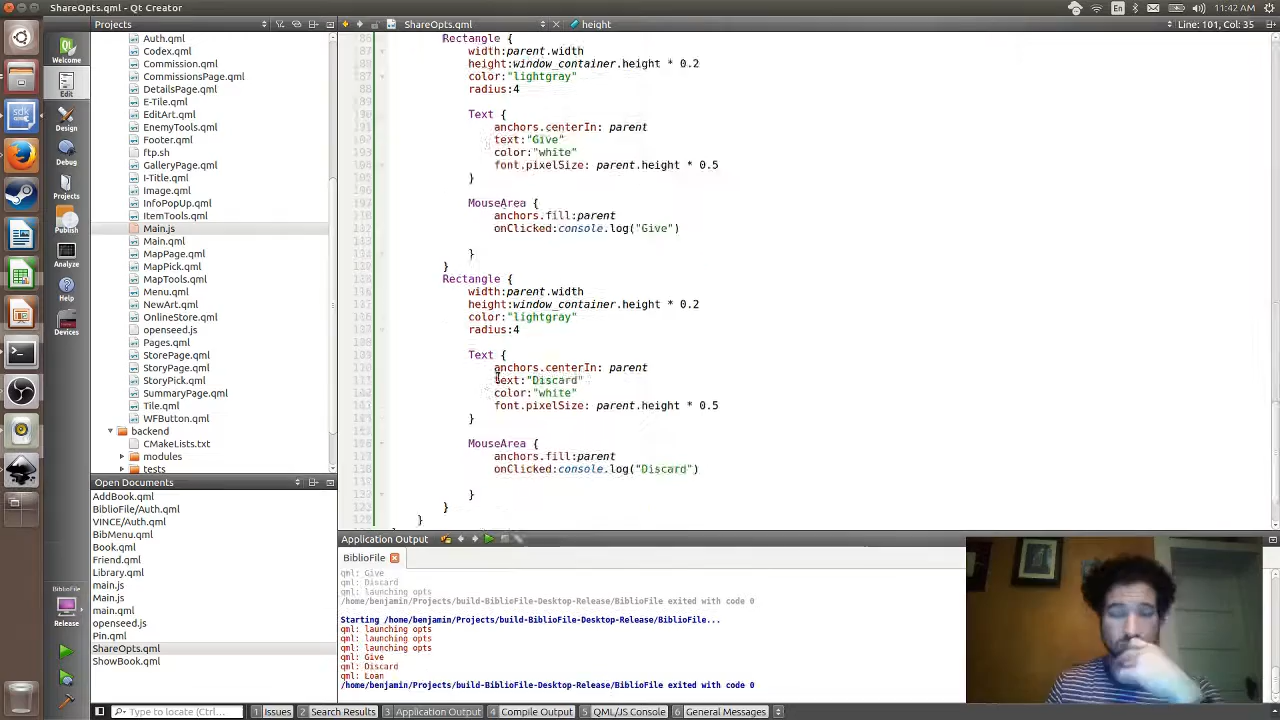 ShareOpts.qml - Qt Creator
En
11:42 AM
Projects
ShareOpts.qml
height
Line: 101, Col: 35
Welcome
Edit
Design
Debug
Projects
Publish
Analyze
Help
Devices
BiblioFile
Release
Auth.qml
Codex.qml
Commission.qml
CommissionsPage.qml
DetailsPage.qml
E-Tile.qml
EditArt.qml
EnemyTools.qml
Footer.qml
ftp.sh
GalleryPage.qml
I-Title.qml
Image.qml
InfoPopUp.qml
ItemTools.qml
Main.js
Main.qml
MapPage.qml
MapPick.qml
MapTools.qml
Menu.qml
NewArt.qml
OnlineStore.qml
openseed.js
Pages.qml
StorePage.qml
StoryPage.qml
StoryPick.qml
SummaryPage.qml
Tile.qml
WFButton.qml
backend
CMakeLists.txt
modules
tests
Open Documents
AddBook.qml
BiblioFile/Auth.qml
VINCE/Auth.qml
BibMenu.qml
Book.qml
Friend.qml
Library.qml
main.js
Main.js
main.qml
openseed.js
Pin.qml
ShareOpts.qml
ShowBook.qml
Rectangle {
width:parent.width
height:window_container.height * 0.2
color:"lightgray"
radius:4
Text {
anchors.centerIn: parent
text:"Give"
color:"white"
font.pixelSize: parent.height * 0.5
}
MouseArea {
anchors.fill:parent
onClicked:console.log("Give")
}
}
Rectangle {
width:parent.width
height:window_container.height * 0.2
color:"lightgray"
radius:4
Text {
anchors.centerIn: parent
text:"Discard"
color:"white"
font.pixelSize: parent.height * 0.5
}
MouseArea {
anchors.fill:parent
onClicked:console.log("Discard")
}
}
}
Application Output
BiblioFile
qml: Give
qml: Discard
qml: launching opts
/home/benjamin/Projects/build-BiblioFile-Desktop-Release/BiblioFile exited with code 0
Starting /home/benjamin/Projects/build-BiblioFile-Desktop-Release/BiblioFile...
qml: launching opts
qml: launching opts
qml: launching opts
qml: Give
qml: Discard
qml: Loan
/home/benjamin/Projects/build-BiblioFile-Desktop-Release/BiblioFile exited with code 0
Type to locate (Ctrl...
1 Issues
2 Search Results
3 Application Output
4 Compile Output
5 QML/JS Console
6 General Messages